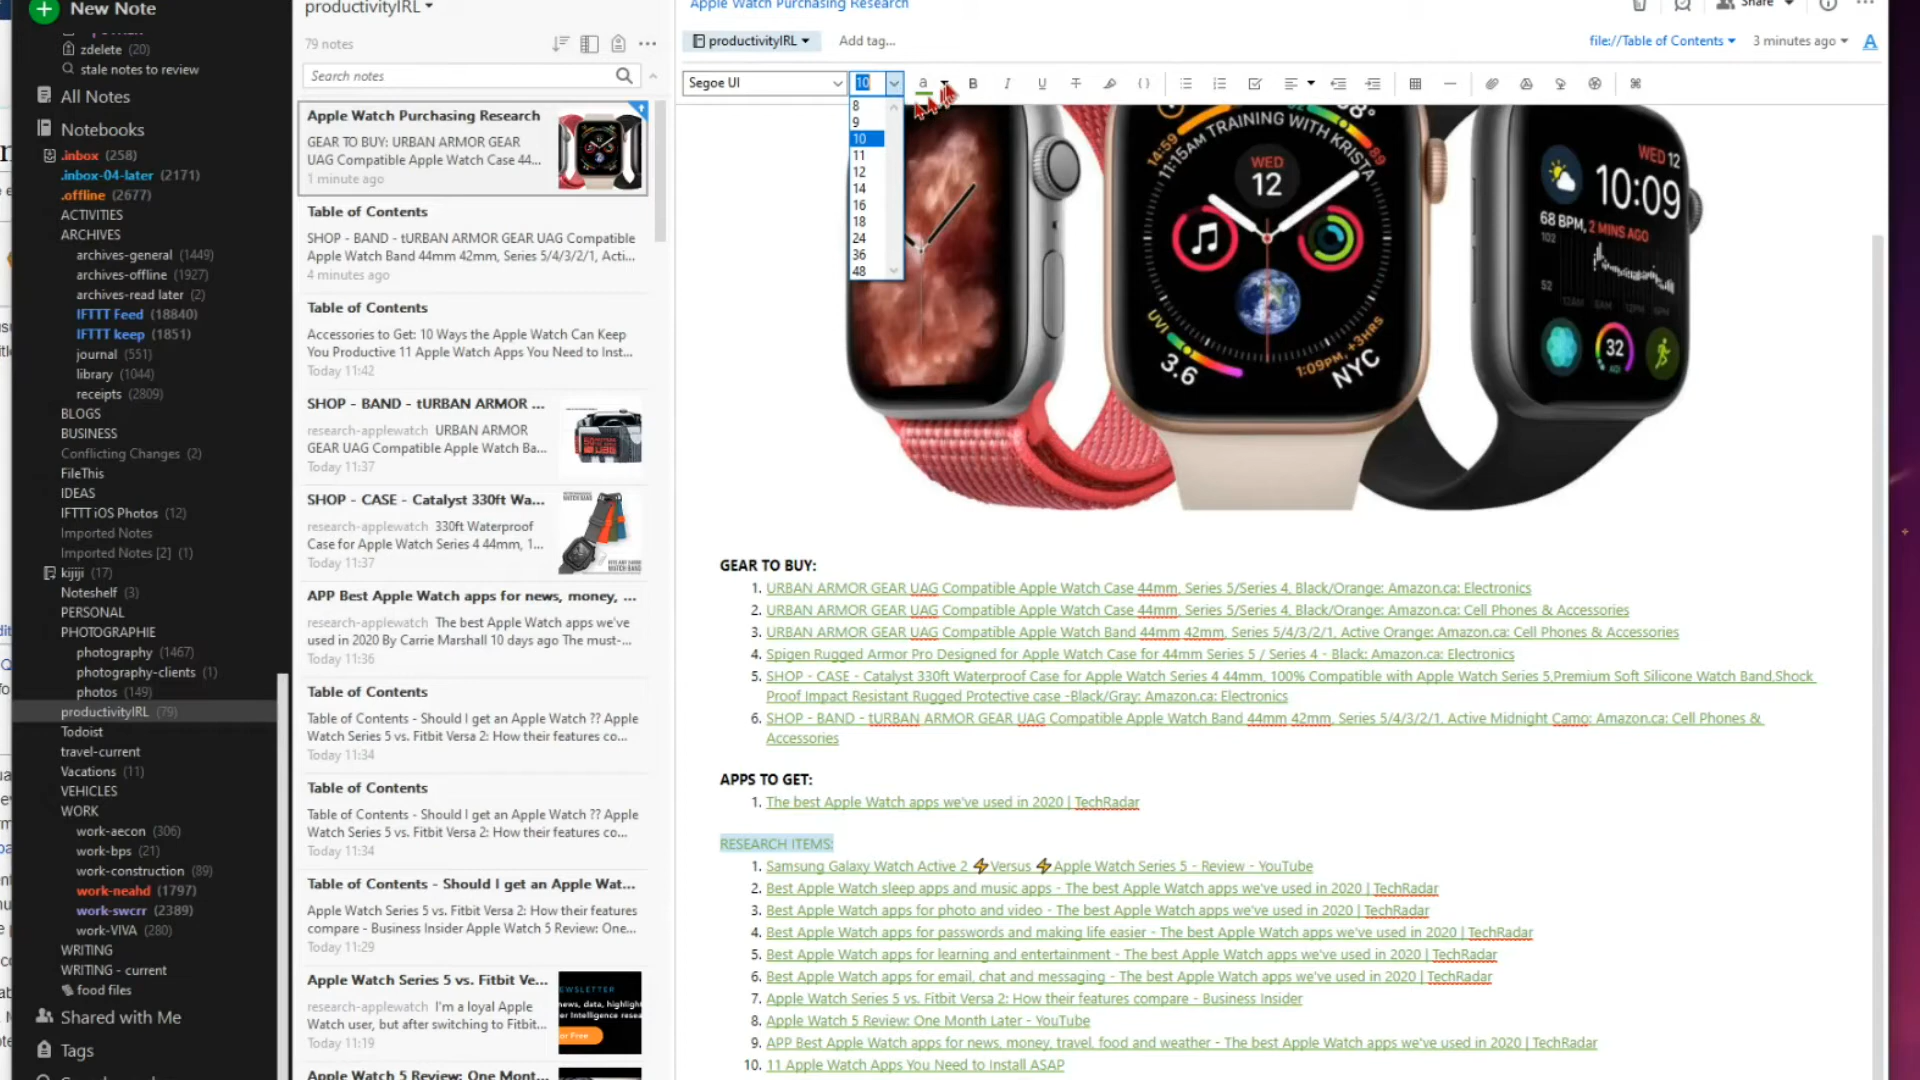 New Note
zdelete (20)
stale notes to review
All Notes
Notebooks
.inbox (258)
.inbox-04-later (2171)
.offline (2677)
ACTIVITIES
ARCHIVES
archives-general (1449)
archives-offline (1927)
archives-read later (2)
IFTTT Feed (18840)
IFTTT keep (1851)
journal (551)
library (1044)
receipts (2809)
BLOGS
BUSINESS
Conflicting Changes (2)
FileThis
IDEAS
IFTTT iOS Photos (12)
Imported Notes
Imported Notes [2] (1)
kijiji (17)
Noteshelf (3)
PERSONAL
PHOTOGRAPHIE
photography (1467)
photography-clients (1)
photos (149)
productivityIRL (79)
Todoist
travel-current
Vacations (11)
VEHICLES
WORK
work-aecon (306)
work-bps (21)
work-construction (89)
work-neahd (1797)
work-swcrr (2389)
work-VIVA (280)
WRITING
WRITING - current
food files
Shared with Me
Tags
productivityIRL
79 notes
Search notes
Apple Watch Purchasing Research
GEAR TO BUY: URBAN ARMOR GEAR
UAG Compatible Apple Watch Case 44...
1 minute ago
Table of Contents
SHOP - BAND - tURBAN ARMOR GEAR UAG Compatible
Apple Watch Band 44mm 42mm, Series 5/4/3/2/1, Acti...
4 minutes ago
Table of Contents
Accessories to Get: 10 Ways the Apple Watch Can Keep
You Productive 11 Apple Watch Apps You Need to Inst...
Today 11:42
SHOP - BAND - tURBAN ARMOR ...
research-applewatch URBAN ARMOR
GEAR UAG Compatible Apple Watch Ba...
Today 11:37
SHOP - CASE - Catalyst 330ft Wa...
research-applewatch 330ft Waterproof
Case for Apple Watch Series 4 44mm, 1...
Today 11:37
APP Best Apple Watch apps for news, money, ...
research-applewatch The best Apple Watch apps we've
used in 2020 By Carrie Marshall 10 days ago The must-...
Today 11:36
Table of Contents
Table of Contents - Should I get an Apple Watch ?? Apple
Watch Series 5 vs. Fitbit Versa 2: How their features co...
Today 11:34
Table of Contents
Table of Contents - Should I get an Apple Watch ?? Apple
Watch Series 5 vs. Fitbit Versa 2: How their features co...
Today 11:34
Table of Contents - Should I get an Apple Wat...
Apple Watch Series 5 vs. Fitbit Versa 2: How their features
compare - Business Insider Apple Watch 5 Review: One...
Today 11:29
Apple Watch Series 5 vs. Fitbit Ve...
research-applewatch I'm a loyal Apple
Watch user, but after switching to Fitbit...
Today 11:19
Apple Watch 5 Review: One Mont...
Apple Watch Purchasing Research
Share
productivityIRL
Add tag...
file://Table of Contents
3 minutes ago
Segoe UI
10
8
9
10
11
12
14
16
18
24
36
48
11:15AM TRAINING WITH KRISTA
14:59
89
WED
12
UVI
3.6
1:09PM, +3HRS
NYC
WED 12
10:09
68 BPM, 2 MINS AGO
102
52
32
GEAR TO BUY:
1. URBAN ARMOR GEAR UAG Compatible Apple Watch Case 44mm, Series 5/Series 4, Black/Orange: Amazon.ca: Electronics
2. URBAN ARMOR GEAR UAG Compatible Apple Watch Case 44mm, Series 5/Series 4, Black/Orange: Amazon.ca: Cell Phones & Accessories
3. URBAN ARMOR GEAR UAG Compatible Apple Watch Band 44mm 42mm, Series 5/4/3/2/1, Active Orange: Amazon.ca: Cell Phones & Accessories
4. Spigen Rugged Armor Pro Designed for Apple Watch Case for 44mm Series 5 / Series 4 - Black: Amazon.ca: Electronics
5. SHOP - CASE - Catalyst 330ft Waterproof Case for Apple Watch Series 4 44mm, 100% Compatible with Apple Watch Series 5,Premium Soft Silicone Watch Band,Shock
Proof Impact Resistant Rugged Protective case -Black/Gray: Amazon.ca: Electronics
6. SHOP - BAND - tURBAN ARMOR GEAR UAG Compatible Apple Watch Band 44mm 42mm, Series 5/4/3/2/1, Active Midnight Camo: Amazon.ca: Cell Phones &
Accessories
APPS TO GET:
1. The best Apple Watch apps we've used in 2020 | TechRadar
RESEARCH ITEMS:
1. Samsung Galaxy Watch Active 2 ⚡Versus ⚡Apple Watch Series 5 - Review - YouTube
2. Best Apple Watch sleep apps and music apps - The best Apple Watch apps we've used in 2020 | TechRadar
3. Best Apple Watch apps for photo and video - The best Apple Watch apps we've used in 2020 | TechRadar
4. Best Apple Watch apps for passwords and making life easier - The best Apple Watch apps we've used in 2020 | TechRadar
5. Best Apple Watch apps for learning and entertainment - The best Apple Watch apps we've used in 2020 | TechRadar
6. Best Apple Watch apps for email, chat and messaging - The best Apple Watch apps we've used in 2020 | TechRadar
7. Apple Watch Series 5 vs. Fitbit Versa 2: How their features compare - Business Insider
8. Apple Watch 5 Review: One Month Later - YouTube
9. APP Best Apple Watch apps for news, money, travel, food and weather - The best Apple Watch apps we've used in 2020 | TechRadar
10. 11 Apple Watch Apps You Need to Install ASAP